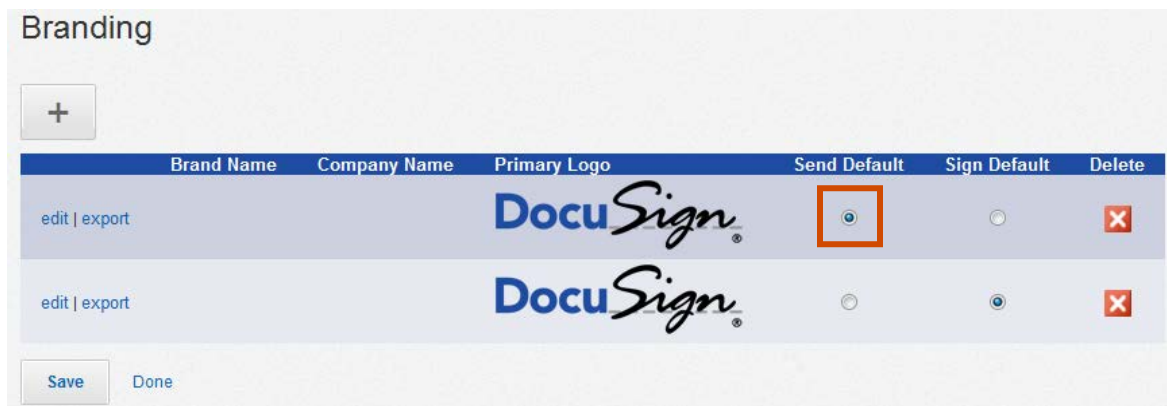 Branding
+
Brand Name Company Name Primary Logo Send Default Sign Default Delete
edit | export DocuSign®
edit | export DocuSign®
Save Done